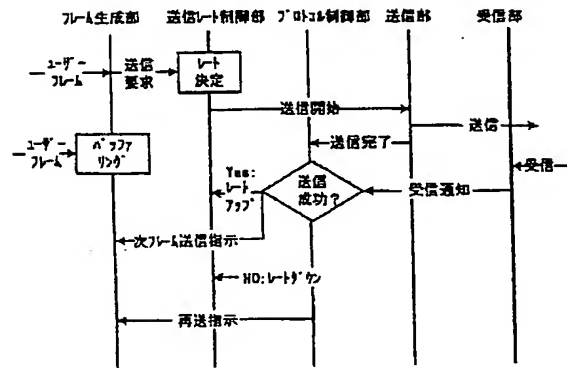 フレーム生成部 送信レート制御部 プロトコル制御部 送信部 受信部
ユーザー
フレーム
送信
要求
レート
決定
送信開始
送信
送信完了
ユーザー
フレーム
バッファ
リング
Yes:
レート
アップ
送信
成功?
受信
受信通知
次フレーム送信指示
NO:レートダウン
再送指示